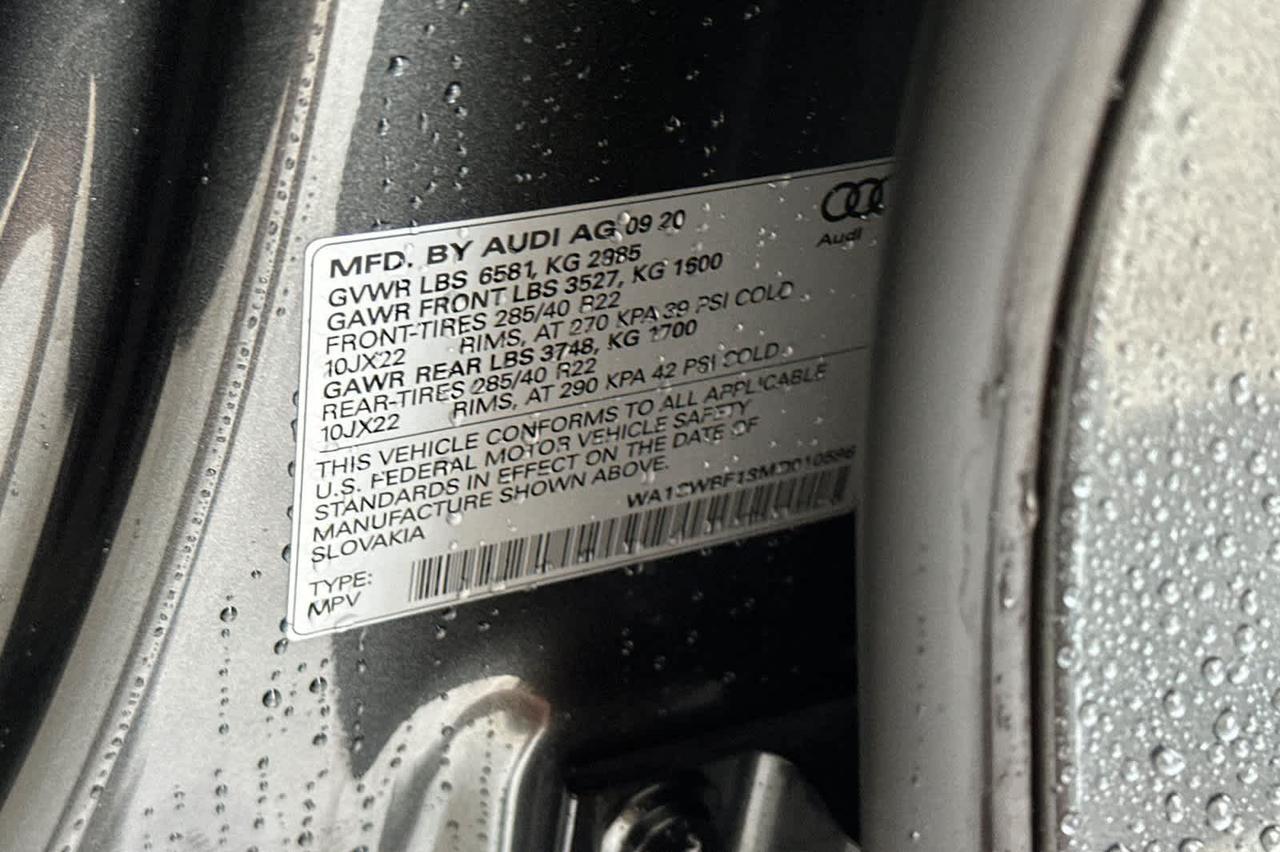 MFD. BY AUDI AG 09 20
Audi
GVWR LBS 6581, KG 2985
GAWR FRONT LBS 3527, KG 1600
FRONT-TIRES 285/40 R22
10JX22 RIMS, AT 270 KPA 39 PSI COLD
GAWR REAR LBS 3748, KG 1700
REAR-TIRES 285/40 R22
10JX22 RIMS, AT 290 KPA 42 PSI COLD
THIS VEHICLE CONFORMS TO ALL APPLICABLE
U.S. FEDERAL MOTOR VEHICLE SAFETY
STANDARDS IN EFFECT ON THE DATE OF
MANUFACTURE SHOWN ABOVE.
SLOVAKIA
TYPE:
MPV